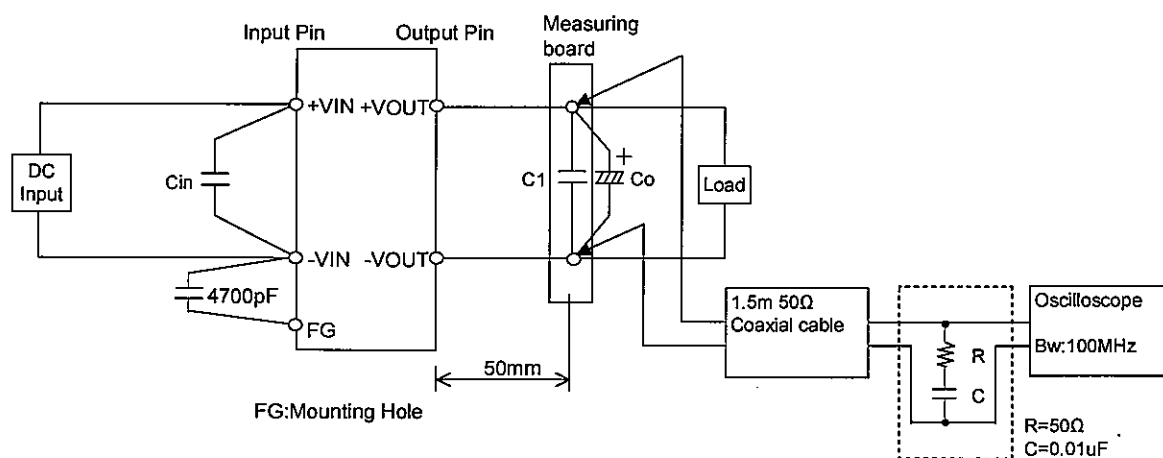 Input Pin
Output Pin
Measuring
board
+VIN
+VOUT
DC
Input
Cin
C1
+
Co
Load
-VIN
-VOUT
4700pF
FG
1.5m 50Ω
Coaxial cable
Oscilloscope
Bw:100MHz
R
C
50mm
FG:Mounting Hole
R=50Ω
C=0.01uF